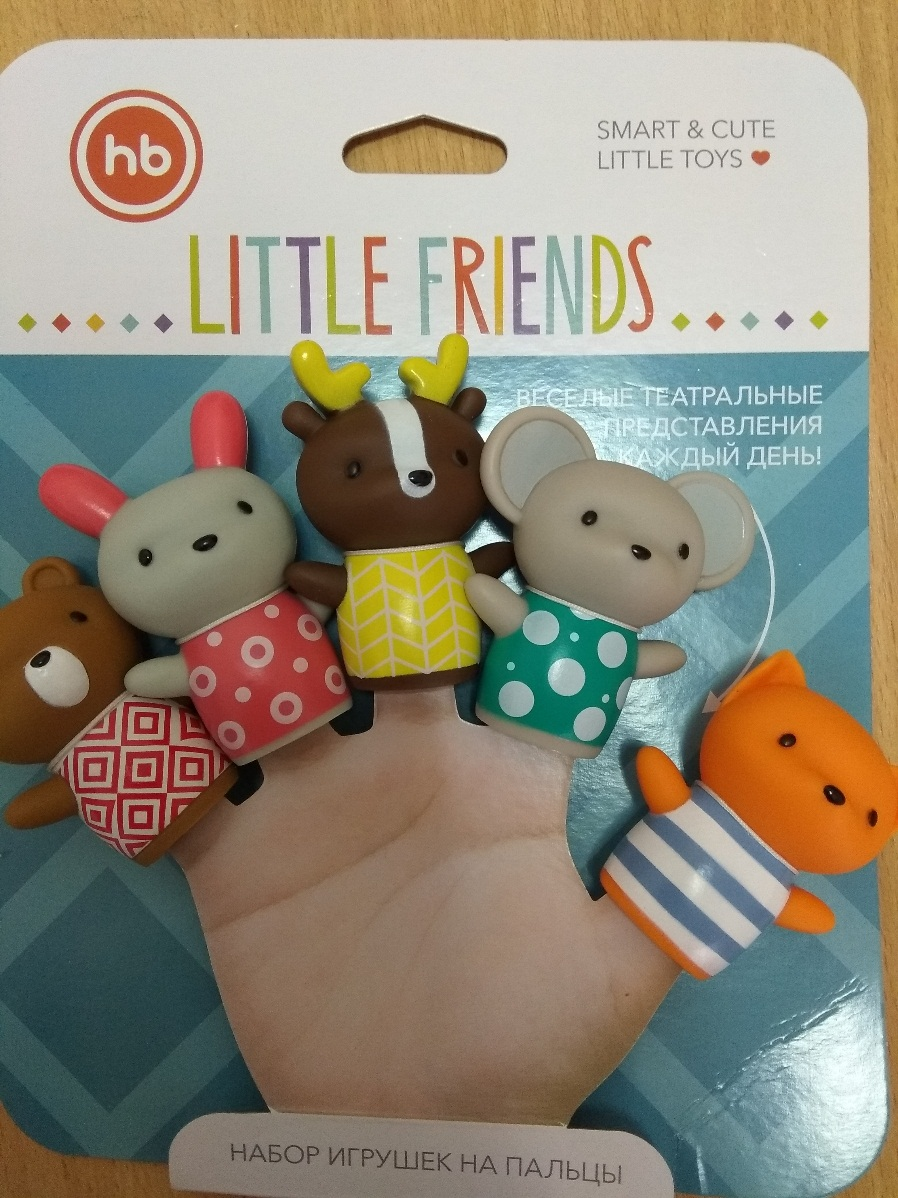 hb
SMART & CUTE
LITTLE TOYS
LITTLE FRIENDS
ВЕСЕЛЫЕ ТЕАТРАЛЬНЫЕ
ПРЕДСТАВЛЕНИЯ
КАЖДЫЙ ДЕНЬ!
НАБОР ИГРУШЕК НА ПАЛЬЦЫ